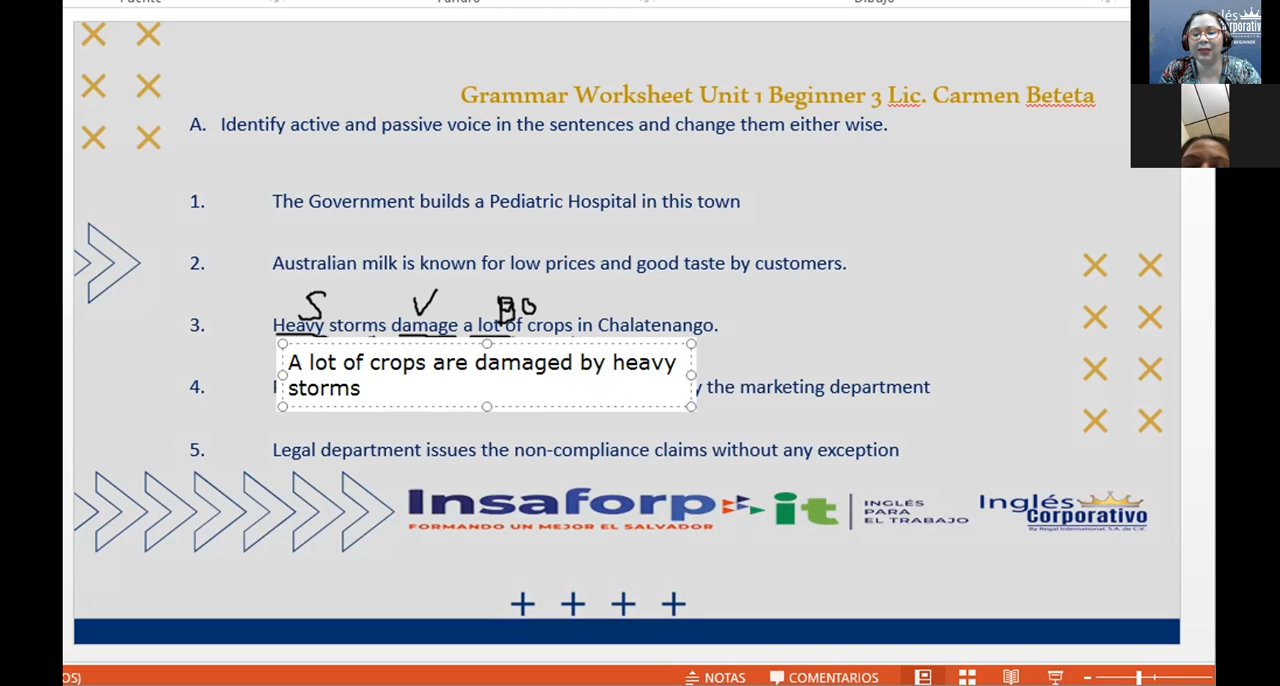 Grammar Worksheet Unit 1 Beginner 3 Lic. Carmen Beteta
A. Identify active and passive voice in the sentences and change them either wise.
1. The Government builds a Pediatric Hospital in this town
2. Australian milk is known for low prices and good taste by customers.
S V BO
3. Heavy storms damage a lot of crops in Chalatenango.
A lot of crops are damaged by heavy
storms
4. the marketing department
5. Legal department issues the non-compliance claims without any exception
Insaforp
FORMANDO UN MEJOR EL SALVADOR
it
INGLÉS
PARA
EL TRABAJO
Inglés
Corporativo
NOTAS COMENTARIOS